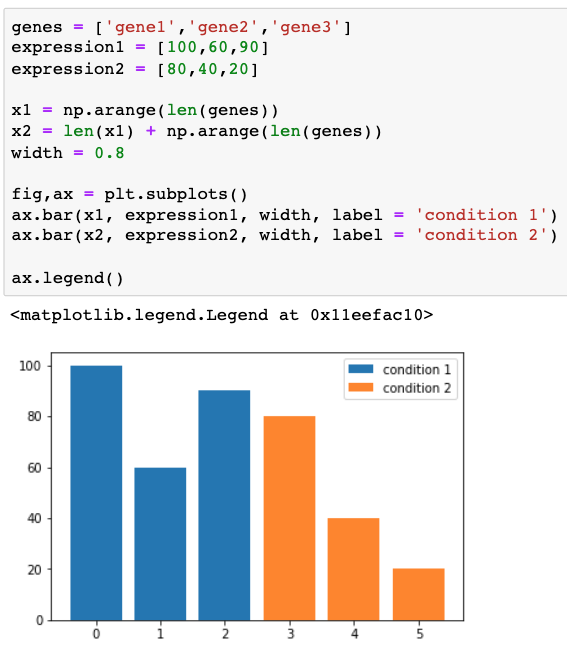 genes = ['gene1','gene2','gene3']
expression1 = [100,60,90]
expression2 = [80,40,20]
x1 = np.arange(len(genes))
x2 = len(x1) + np.arange(len(genes))
width = 0.8
fig,ax = plt.subplots()
ax.bar(x1, expression1, width, label = 'condition 1')
ax.bar(x2, expression2, width, label = 'condition 2')
ax.legend()
<matplotlib.legend.Legend at 0x11eefac10>
condition 1
condition 2
100
80
60
40
20
0
0 1 2 3 4 5